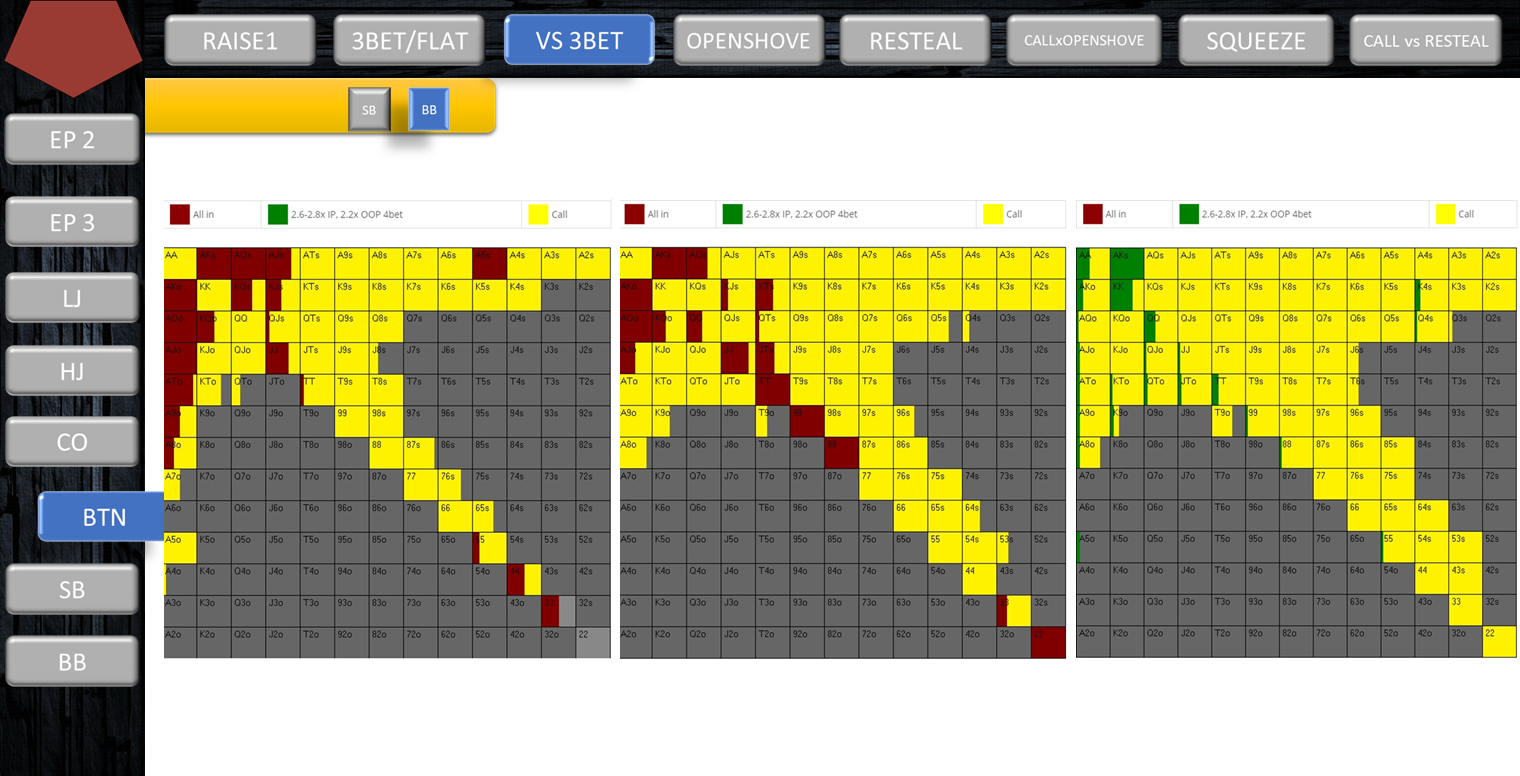 RAISE1 3BET/FLAT VS 3BET OPENSHOVE RESTEAL CALLxOPENSHOVE SQUEEZE CALL vs RESTEAL
SB BB
EP 2
EP 3
LJ
HJ
CO
BTN
SB
BB
All in 2.6-2.8x IP, 2.2x OOP 4bet Call
AA AKs AQs AJs ATs A9s A8s A7s A6s A5s A4s A3s A2s
AKo KK KQs KJs KTs K9s K8s K7s K6s K5s K4s K3s K2s
AQo KQo QQ QJs QTs Q9s Q8s Q7s Q6s Q5s Q4s Q3s Q2s
AJo KJo QJo JJ JTs J9s J8s J7s J6s J5s J4s J3s J2s
ATo KTo QTo JTo TT T9s T8s T7s T6s T5s T4s T3s T2s
A9o K9o Q9o J9o T9o 99 98s 97s 96s 95s 94s 93s 92s
A8o K8o Q8o J8o T8o 98o 88 87s 86s 85s 84s 83s 82s
A7o K7o Q7o J7o T7o 97o 87o 77 76s 75s 74s 73s 72s
A6o K6o Q6o J6o T6o 96o 86o 76o 66 65s 64s 63s 62s
A5o K5o Q5o J5o T5o 95o 85o 75o 65o 55 54s 53s 52s
A4o K4o Q4o J4o T4o 94o 84o 74o 64o 54o 44 43s 42s
A3o K3o Q3o J3o T3o 93o 83o 73o 63o 53o 43o 33 32s
A2o K2o Q2o J2o T2o 92o 82o 72o 62o 52o 42o 32o 22
All in 2.6-2.8x IP, 2.2x OOP 4bet Call
AA AKs AQs AJs ATs A9s A8s A7s A6s A5s A4s A3s A2s
AKo KK KQs KJs KTs K9s K8s K7s K6s K5s K4s K3s K2s
AQo KQo QQ QJs QTs Q9s Q8s Q7s Q6s Q5s Q4s Q3s Q2s
AJo KJo QJo JJ JTs J9s J8s J7s J6s J5s J4s J3s J2s
ATo KTo QTo JTo TT T9s T8s T7s T6s T5s T4s T3s T2s
A9o K9o Q9o J9o T9o 99 98s 97s 96s 95s 94s 93s 92s
A8o K8o Q8o J8o T8o 98o 88 87s 86s 85s 84s 83s 82s
A7o K7o Q7o J7o T7o 97o 87o 77 76s 75s 74s 73s 72s
A6o K6o Q6o J6o T6o 96o 86o 76o 66 65s 64s 63s 62s
A5o K5o Q5o J5o T5o 95o 85o 75o 65o 55 54s 53s 52s
A4o K4o Q4o J4o T4o 94o 84o 74o 64o 54o 44 43s 42s
A3o K3o Q3o J3o T3o 93o 83o 73o 63o 53o 43o 33 32s
A2o K2o Q2o J2o T2o 92o 82o 72o 62o 52o 42o 32o 22
All in 2.6-2.8x IP, 2.2x OOP 4bet Call
AA AKs AQs AJs ATs A9s A8s A7s A6s A5s A4s A3s A2s
AKo KK KQs KJs KTs K9s K8s K7s K6s K5s K4s K3s K2s
AQo KQo QQ QJs QTs Q9s Q8s Q7s Q6s Q5s Q4s Q3s Q2s
AJo KJo QJo JJ JTs J9s J8s J7s J6s J5s J4s J3s J2s
ATo KTo QTo JTo TT T9s T8s T7s T6s T5s T4s T3s T2s
A9o K9o Q9o J9o T9o 99 98s 97s 96s 95s 94s 93s 92s
A8o K8o Q8o J8o T8o 98o 88 87s 86s 85s 84s 83s 82s
A7o K7o Q7o J7o T7o 97o 87o 77 76s 75s 74s 73s 72s
A6o K6o Q6o J6o T6o 96o 86o 76o 66 65s 64s 63s 62s
A5o K5o Q5o J5o T5o 95o 85o 75o 65o 55 54s 53s 52s
A4o K4o Q4o J4o T4o 94o 84o 74o 64o 54o 44 43s 42s
A3o K3o Q3o J3o T3o 93o 83o 73o 63o 53o 43o 33 32s
A2o K2o Q2o J2o T2o 92o 82o 72o 62o 52o 42o 32o 22